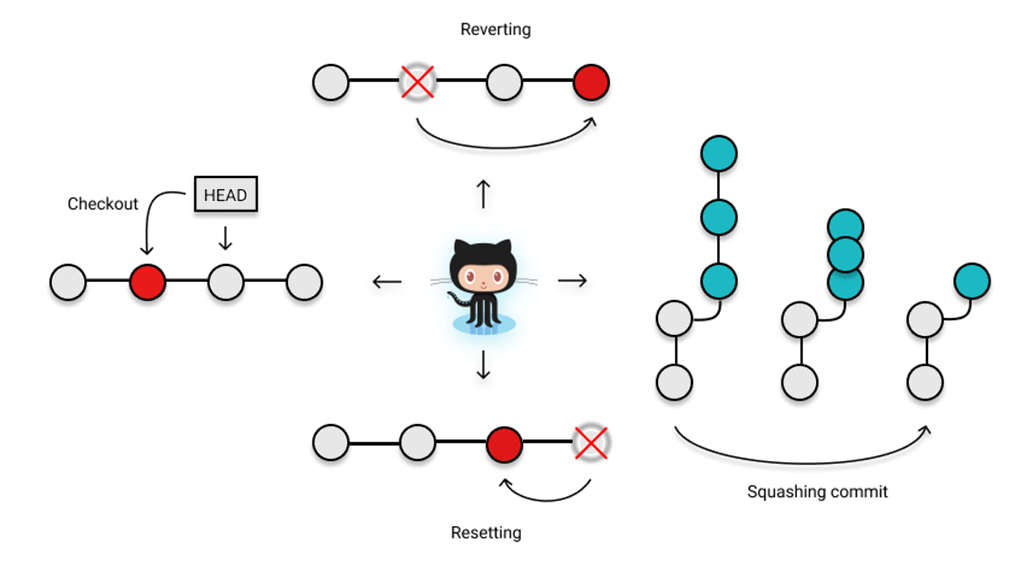 Reverting
Checkout
HEAD
Squashing commit
Resetting